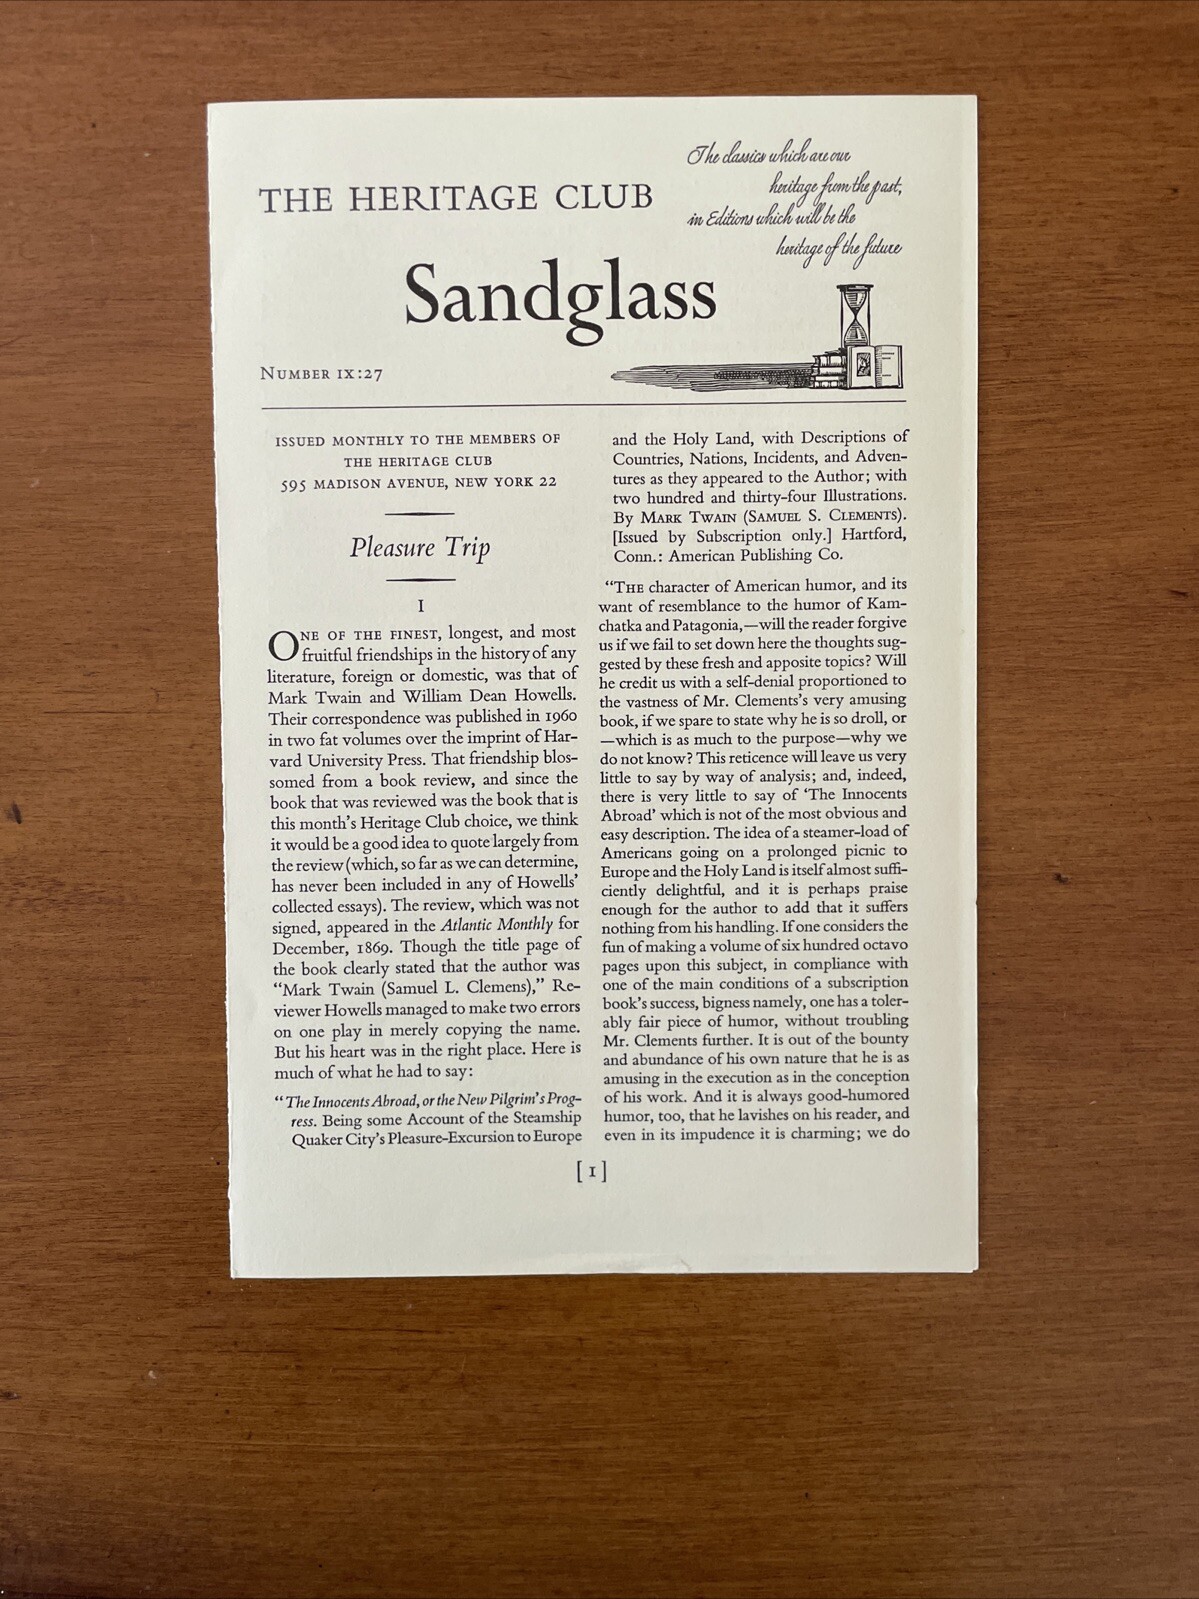 THE HERITAGE CLUB
The classics which are our
heritage from the past,
in Editions which will be the
heritage of the future
Sandglass
NUMBER IX:27
ISSUED MONTHLY TO THE MEMBERS OF
THE HERITAGE CLUB
595 MADISON AVENUE, NEW YORK 22
Pleasure Trip
I
ONE OF THE FINEST, longest, and most
fruitful friendships in the history of any
literature, foreign or domestic, was that of
Mark Twain and William Dean Howells.
Their correspondence was published in 1960
in two fat volumes over the imprint of Har-
vard University Press. That friendship blos-
somed from a book review, and since the
book that was reviewed was the book that is
this month's Heritage Club choice, we think
it would be a good idea to quote largely from
the review (which, so far as we can determine,
has never been included in any of Howells'
collected essays). The review, which was not
signed, appeared in the Atlantic Monthly for
December, 1869. Though the title page of
the book clearly stated that the author was
"Mark Twain (Samuel L. Clemens)," Re-
viewer Howells managed to make two errors
on one play in merely copying the name.
But his heart was in the right place. Here is
much of what he had to say:
"The Innocents Abroad, or the New Pilgrim's Prog-
ress. Being some Account of the Steamship
Quaker City's Pleasure-Excursion to Europe
and the Holy Land, with Descriptions of
Countries, Nations, Incidents, and Adven-
tures as they appeared to the Author; with
two hundred and thirty-four Illustrations.
By MARK TWAIN (SAMUEL S. CLEMENTS).
[Issued by Subscription only.] Hartford,
Conn.: American Publishing Co.
"THE character of American humor, and its
want of resemblance to the humor of Kam-
chatka and Patagonia,—will the reader forgive
us if we fail to set down here the thoughts sug-
gested by these fresh and apposite topics? Will
he credit us with a self-denial proportioned to
the vastness of Mr. Clements's very amusing
book, if we spare to state why he is so droll, or
—which is as much to the purpose—why we
do not know? This reticence will leave us very
little to say by way of analysis; and, indeed,
there is very little to say of 'The Innocents
Abroad' which is not of the most obvious and
easy description. The idea of a steamer-load of
Americans going on a prolonged picnic to
Europe and the Holy Land is itself almost suffi-
ciently delightful, and it is perhaps praise
enough for the author to add that it suffers
nothing from his handling. If one considers the
fun of making a volume of six hundred octavo
pages upon this subject, in compliance with
one of the main conditions of a subscription
book's success, bigness namely, one has a toler-
ably fair piece of humor, without troubling
Mr. Clements further. It is out of the bounty
and abundance of his own nature that he is as
amusing in the execution as in the conception
of his work. And it is always good-humored
humor, too, that he lavishes on his reader, and
even in its impudence it is charming; we do
[1]